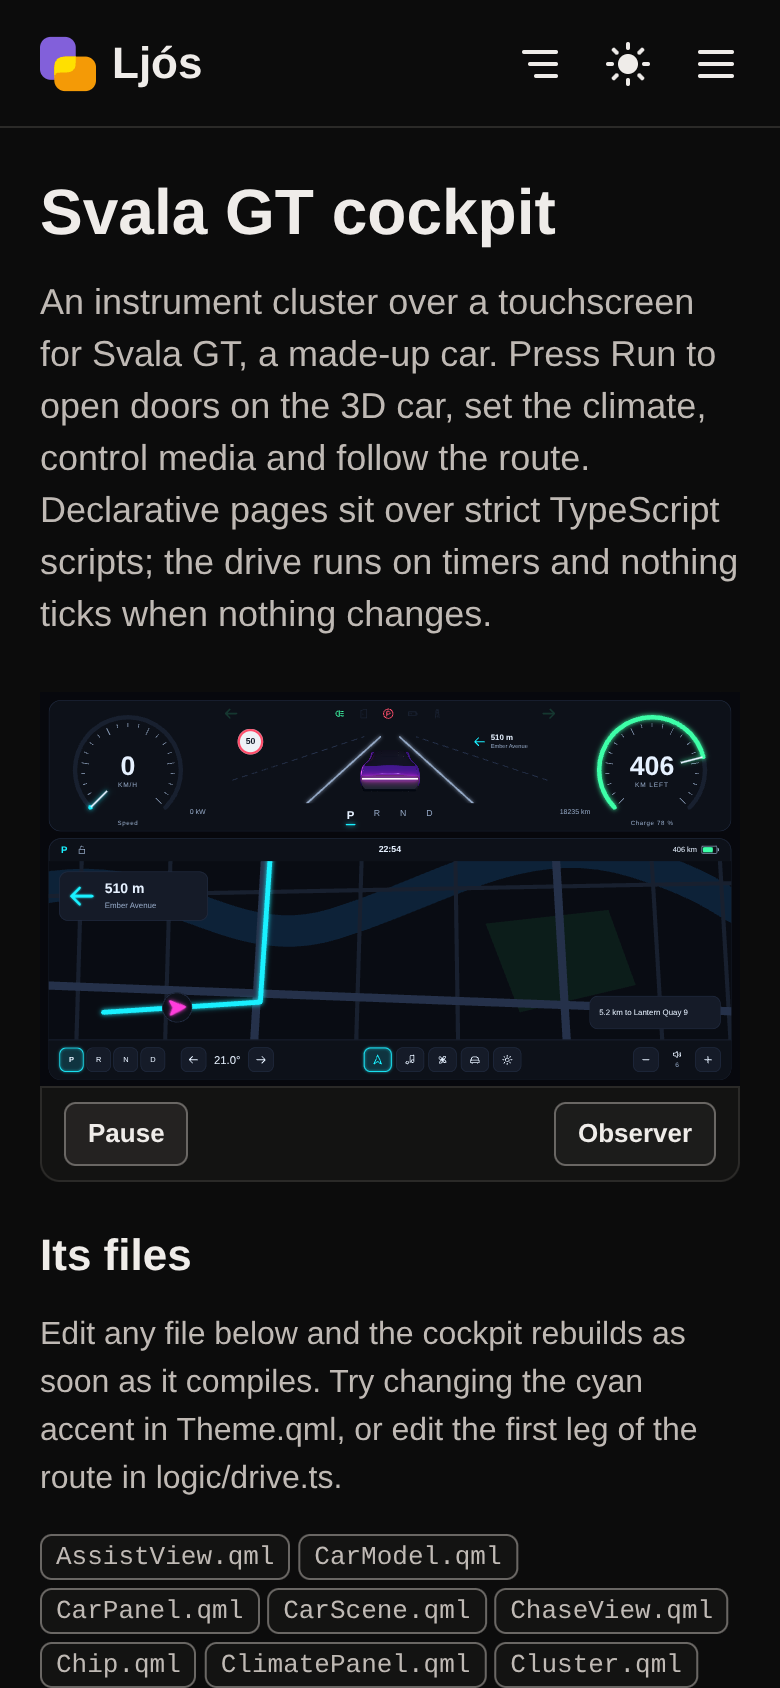 Ljós
Svala GT cockpit
An instrument cluster over a touchscreen
for Svala GT, a made-up car. Press Run to
open doors on the 3D car, set the climate,
control media and follow the route.
Declarative pages sit over strict TypeScript
scripts; the drive runs on timers and nothing
ticks when nothing changes.
0
KM/H
Speed
50
0 kW
P R N D
510 m
Ember Avenue
18235 km
406
KM LEFT
Charge 78 %
P
22:54
406 km
510 m
Ember Avenue
5.2 km to Lantern Quay 9
P R N D
21.0°
6
Pause
Observer
Its files
Edit any file below and the cockpit rebuilds as
soon as it compiles. Try changing the cyan
accent in Theme.qml, or edit the first leg of the
route in logic/drive.ts.
AssistView.qml CarModel.qml
CarPanel.qml CarScene.qml ChaseView.qml
Chip.qml ClimatePanel.qml Cluster.qml